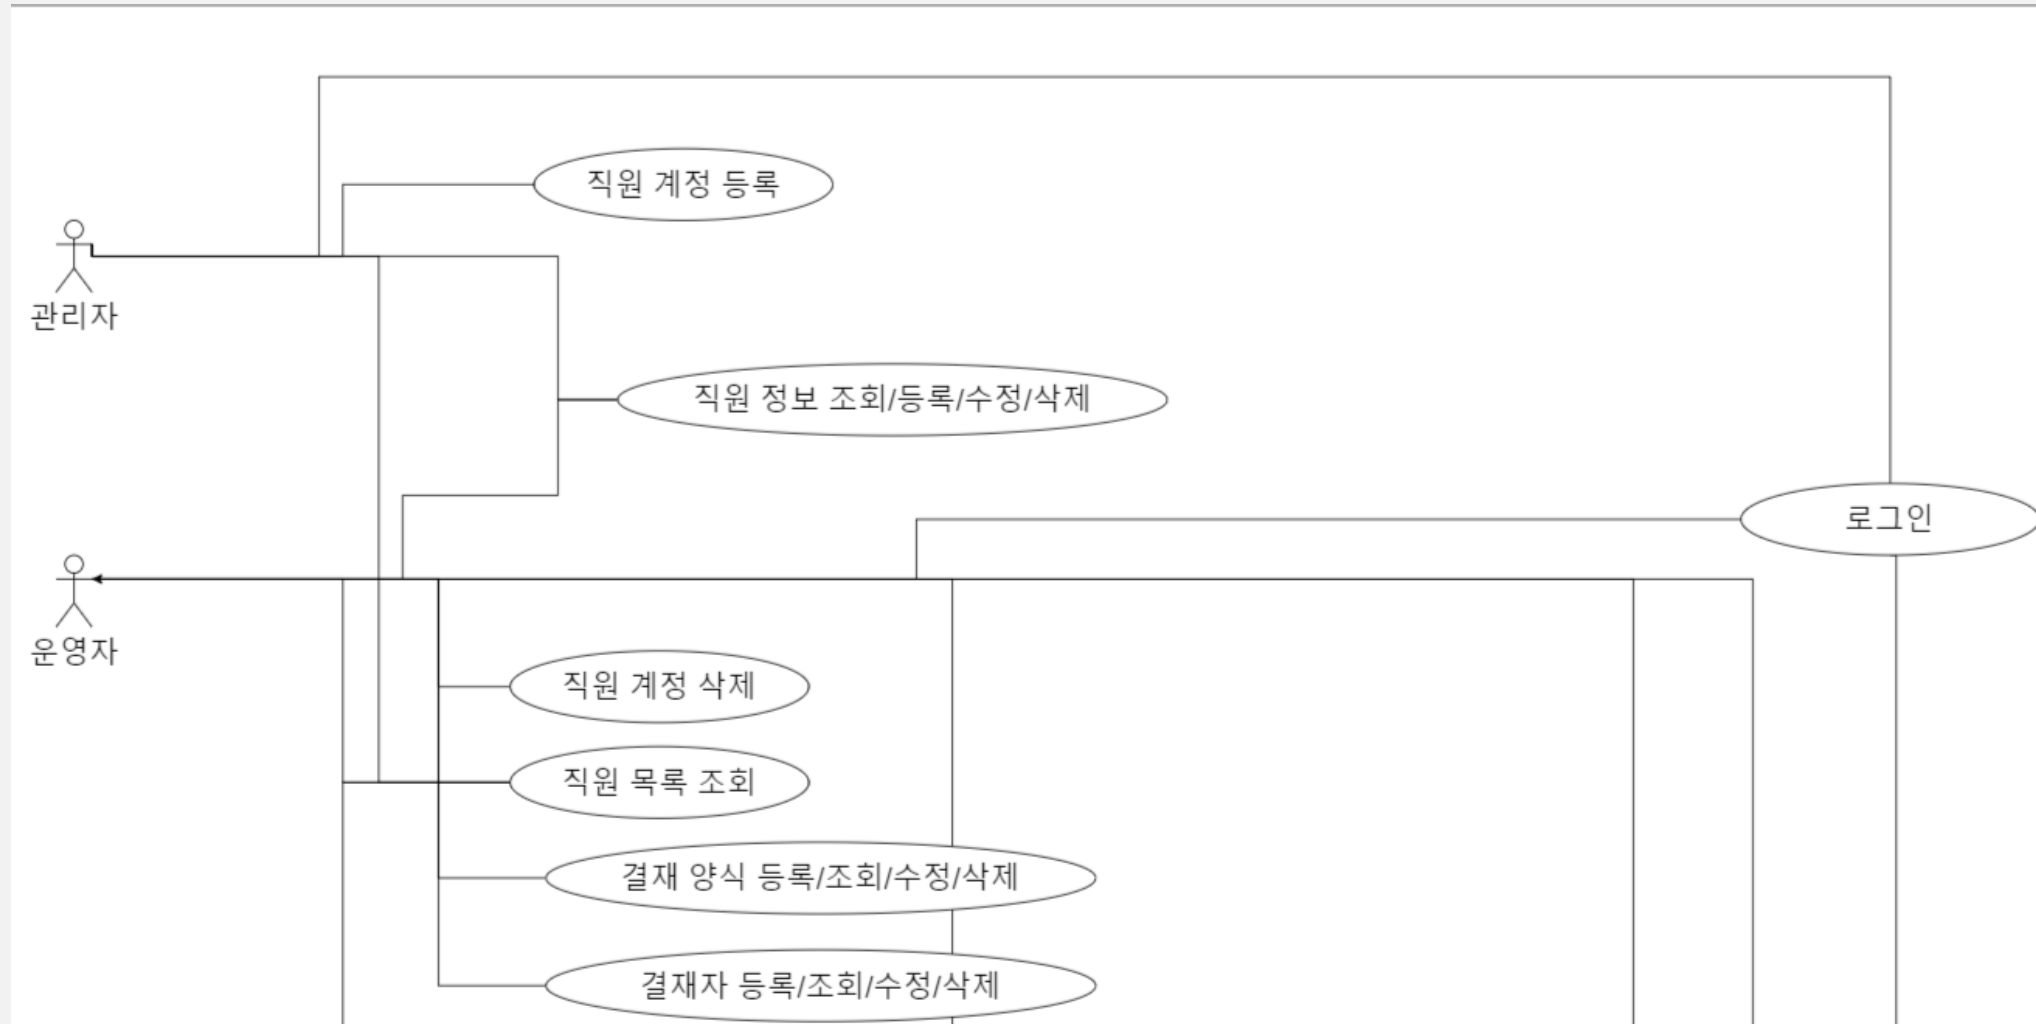 직원 계정 등록
관리자
직원 정보 조회/등록/수정/삭제
로그인
운영자
직원 계정 삭제
직원 목록 조회
결재 양식 등록/조회/수정/삭제
결재자 등록/조회/수정/삭제